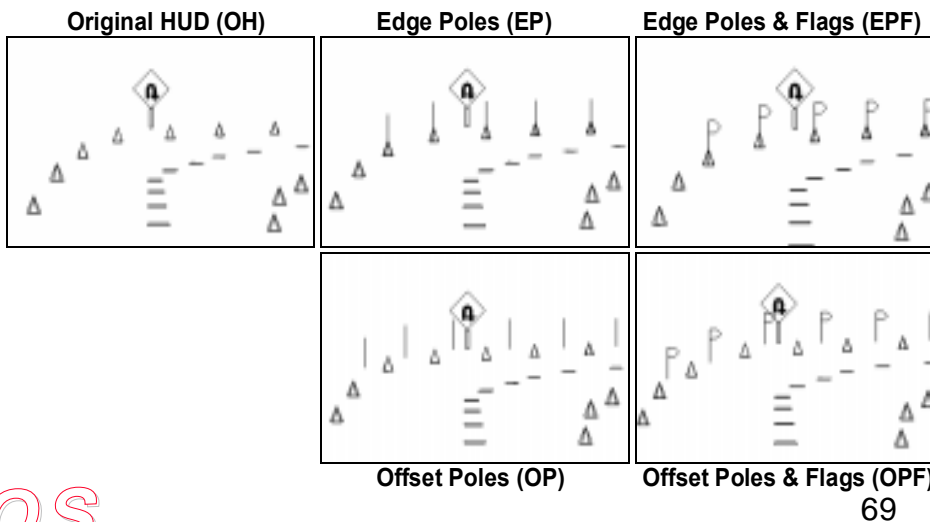 Original HUD (OH)
Edge Poles (EP)
Edge Poles & Flags (EPF)
Offset Poles (OP)
Offset Poles & Flags (OPF)
69